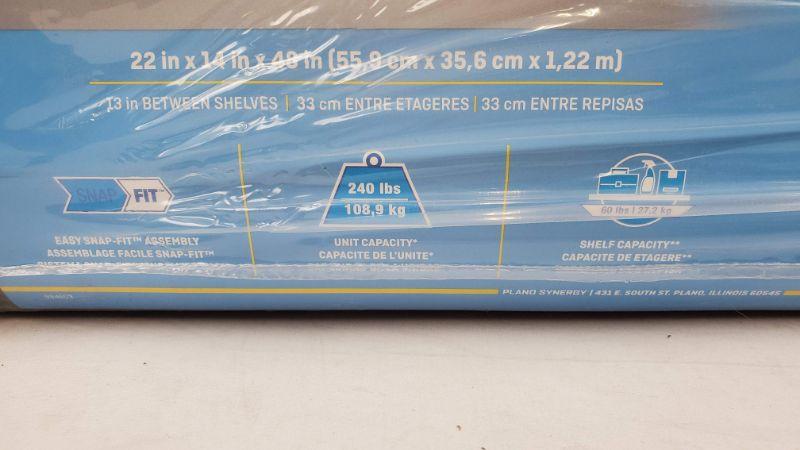 22 in x 14 in x 48 in (55,9 cm x 35,6 cm x 1,22 m)
13 in BETWEEN SHELVES | 33 cm ENTRE ETAGERES | 33 cm ENTRE REPISAS
SNAP FIT™
EASY SNAP-FIT™ ASSEMBLY
ASSEMBLAGE FACILE SNAP-FIT™
240 lbs
108,9 kg
UNIT CAPACITY*
CAPACITE DE L'UNITE*
60 lbs | 27,2 kg
SHELF CAPACITY**
CAPACITE DE ETAGERE**
PLANO SYNERGY | 431 E. SOUTH ST. PLANO, ILLINOIS 60545